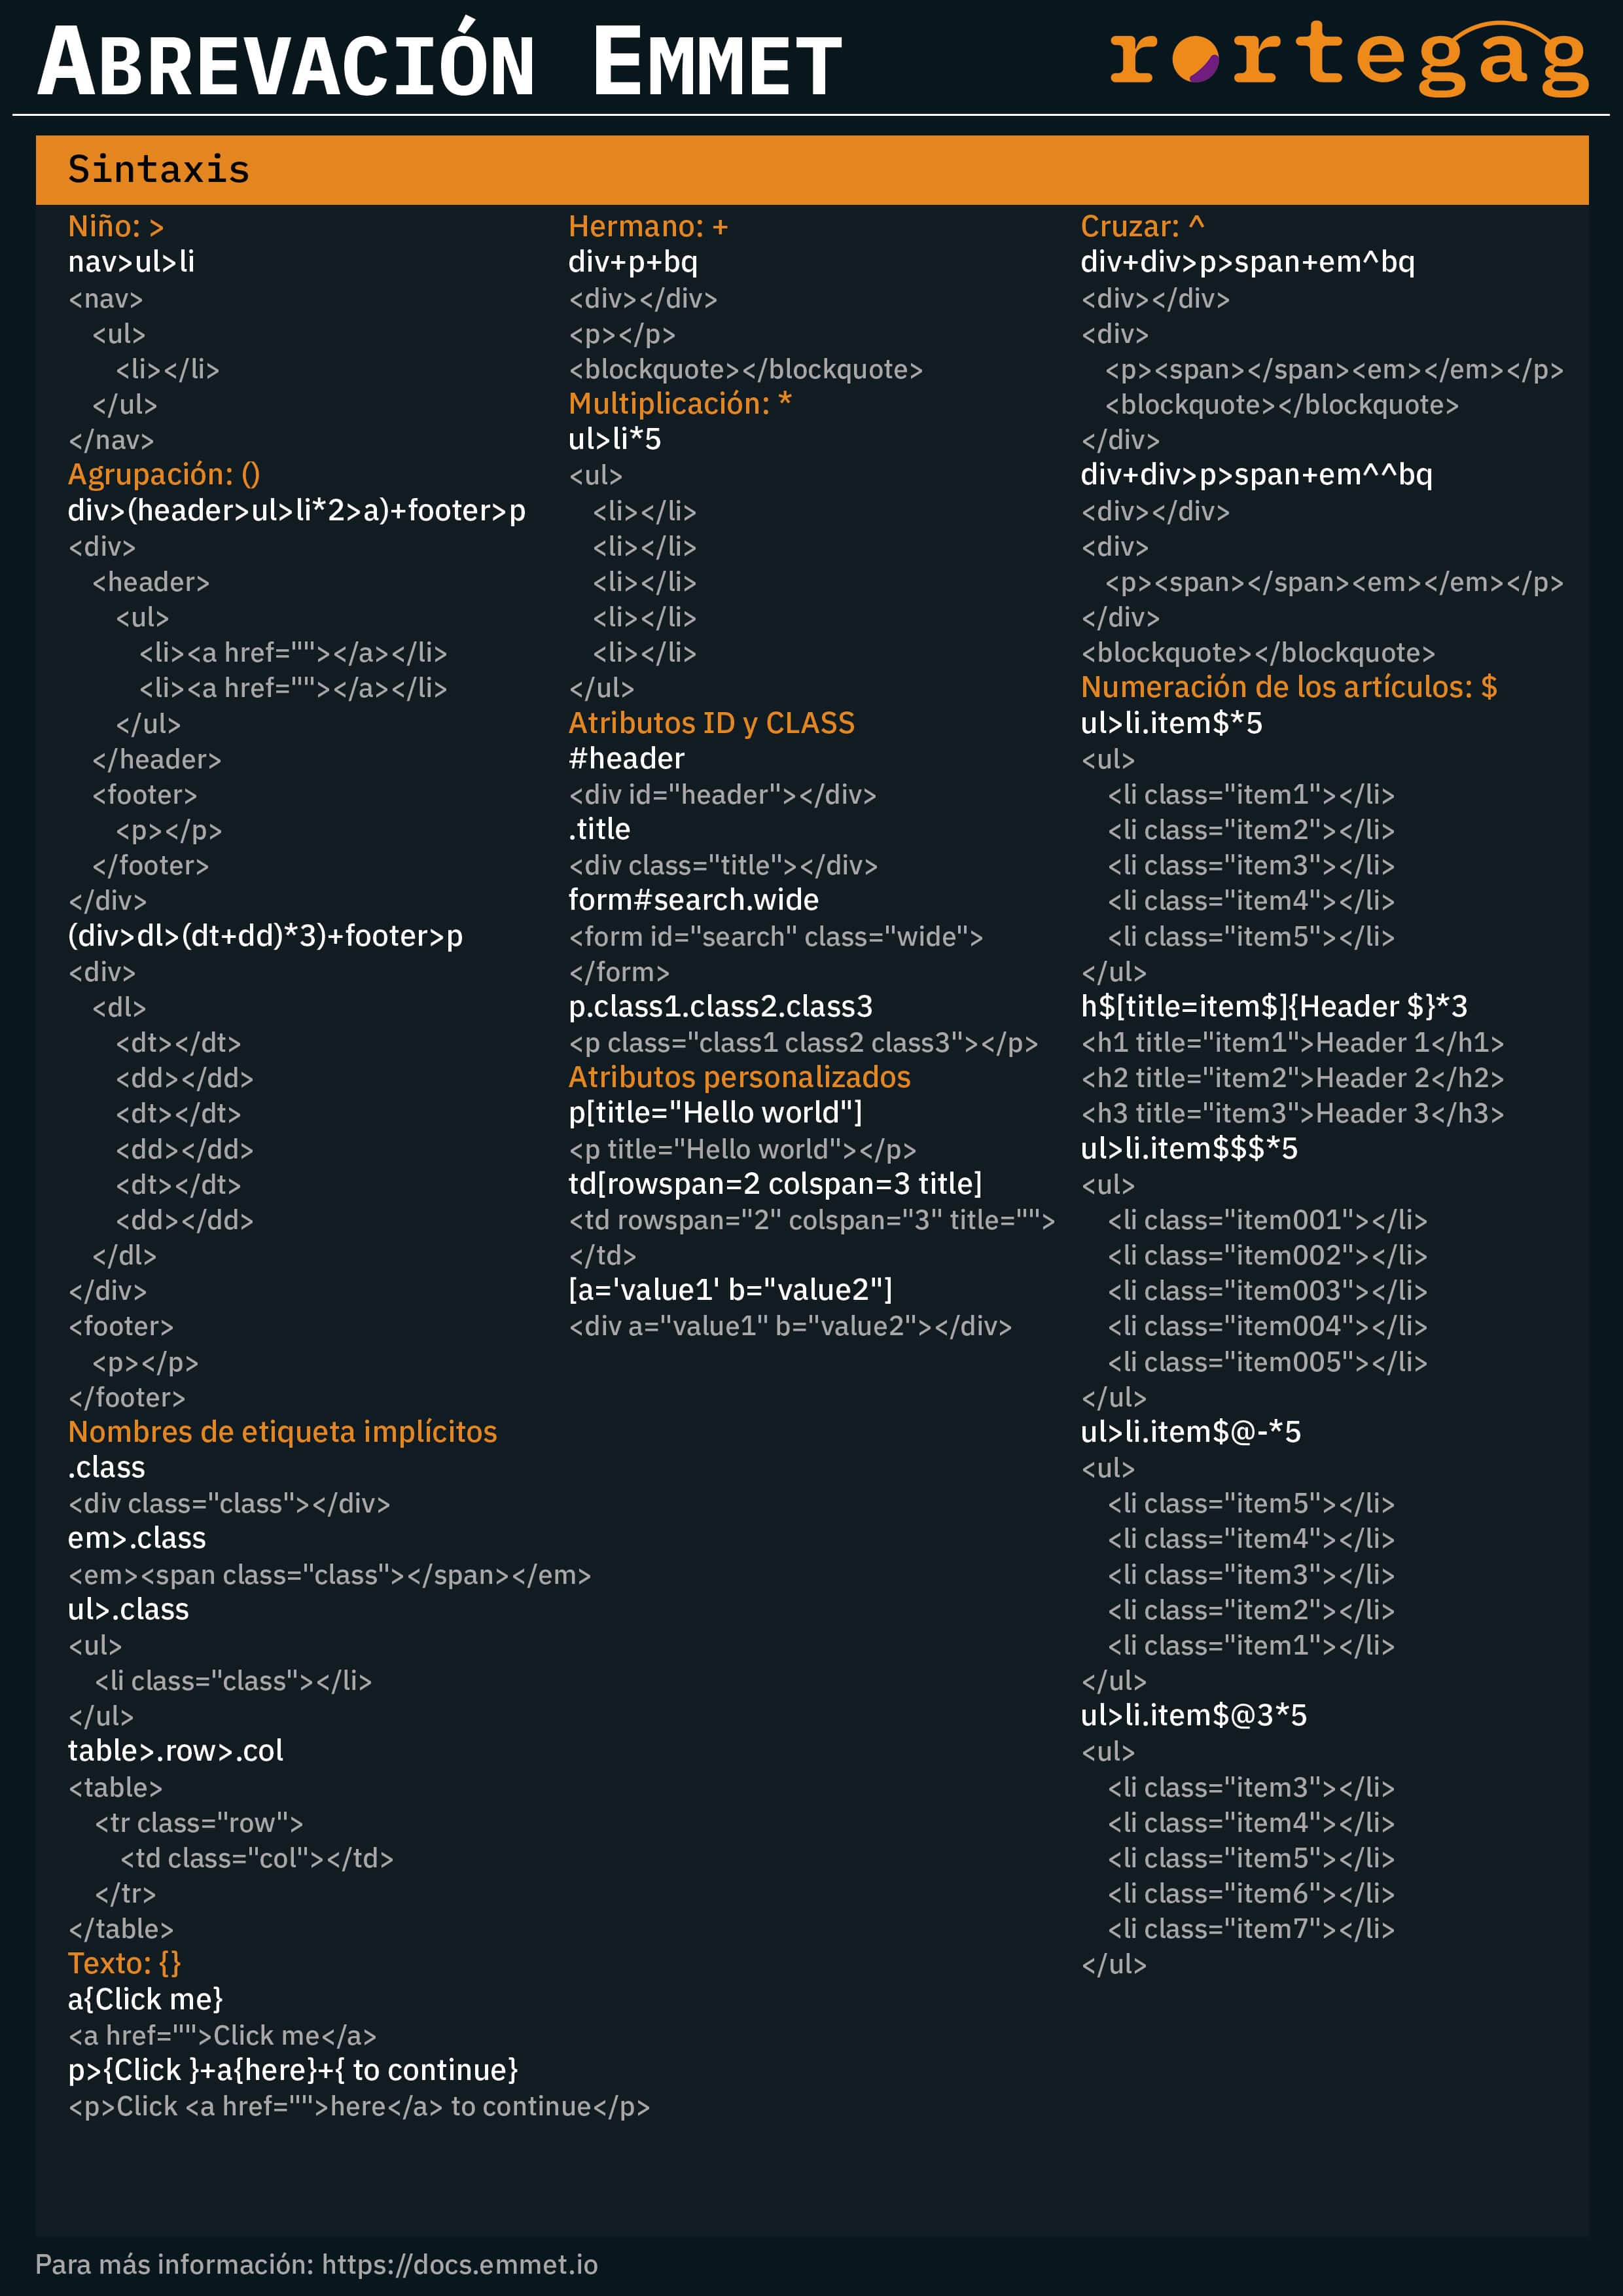 ABREVACIÓN EMMET
rortegag
Sintaxis
Niño: >
nav>ul>li
<nav>
<ul>
<li></li>
</ul>
</nav>
Agrupación: ()
div>(header>ul>li*2>a)+footer>p
<div>
<header>
<ul>
<li><a href=""></a></li>
<li><a href=""></a></li>
</ul>
</header>
<footer>
<p></p>
</footer>
</div>
(div>dl>(dt+dd)*3)+footer>p
<div>
<dl>
<dt></dt>
<dd></dd>
<dt></dt>
<dd></dd>
<dt></dt>
<dd></dd>
</dl>
</div>
<footer>
<p></p>
</footer>
Nombres de etiqueta implícitos
.class
<div class="class"></div>
em>.class
<em><span class="class"></span></em>
ul>.class
<ul>
<li class="class"></li>
</ul>
table>.row>.col
<table>
<tr class="row">
<td class="col"></td>
</tr>
</table>
Texto: {}
a{Click me}
<a href="">Click me</a>
p>{Click }+a{here}+{ to continue}
<p>Click <a href="">here</a> to continue</p>
Hermano: +
div+p+bq
<div></div>
<p></p>
<blockquote></blockquote>
Multiplicación: *
ul>li*5
<ul>
<li></li>
<li></li>
<li></li>
<li></li>
<li></li>
</ul>
Atributos ID y CLASS
#header
<div id="header"></div>
.title
<div class="title"></div>
form#search.wide
<form id="search" class="wide">
</form>
p.class1.class2.class3
<p class="class1 class2 class3"></p>
Atributos personalizados
p[title="Hello world"]
<p title="Hello world"></p>
td[rowspan=2 colspan=3 title]
<td rowspan="2" colspan="3" title="">
</td>
[a='value1' b="value2"]
<div a="value1" b="value2"></div>
Cruzar: ^
div+div>p>span+em^bq
<div></div>
<div>
<p><span></span><em></em></p>
<blockquote></blockquote>
</div>
div+div>p>span+em^^bq
<div></div>
<div>
<p><span></span><em></em></p>
</div>
<blockquote></blockquote>
Numeración de los artículos: $
ul>li.item$*5
<ul>
<li class="item1"></li>
<li class="item2"></li>
<li class="item3"></li>
<li class="item4"></li>
<li class="item5"></li>
</ul>
h$[title=item$]{Header $}*3
<h1 title="item1">Header 1</h1>
<h2 title="item2">Header 2</h2>
<h3 title="item3">Header 3</h3>
ul>li.item$$$*5
<ul>
<li class="item001"></li>
<li class="item002"></li>
<li class="item003"></li>
<li class="item004"></li>
<li class="item005"></li>
</ul>
ul>li.item$@-*5
<ul>
<li class="item5"></li>
<li class="item4"></li>
<li class="item3"></li>
<li class="item2"></li>
<li class="item1"></li>
</ul>
ul>li.item$@3*5
<ul>
<li class="item3"></li>
<li class="item4"></li>
<li class="item5"></li>
<li class="item6"></li>
<li class="item7"></li>
</ul>
Para más información: https://docs.emmet.io